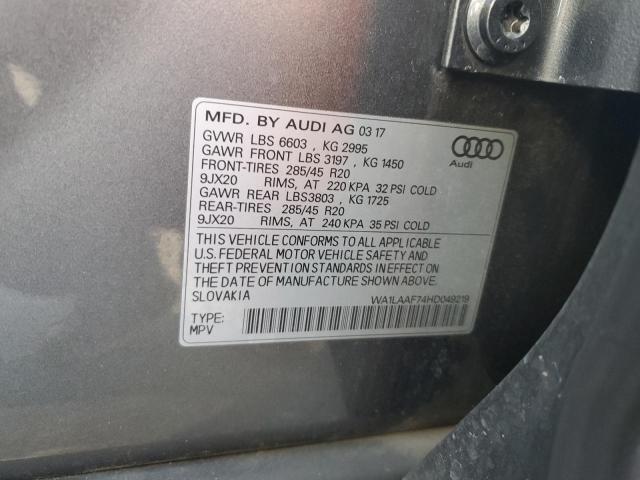 MFD. BY AUDI AG 03 17
GVWR LBS 6603 , KG 2995
GAWR FRONT LBS 3197 , KG 1450
FRONT-TIRES 285/45 R20
9JX20 RIMS, AT 220 KPA 32 PSI COLD
GAWR REAR LBS3803 , KG 1725
REAR-TIRES 285/45 R20
9JX20 RIMS, AT 240 KPA 35 PSI COLD
Audi
THIS VEHICLE CONFORMS TO ALL APPLICABLE
U.S. FEDERAL MOTOR VEHICLE SAFETY AND
THEFT PREVENTION STANDARDS IN EFFECT ON
THE DATE OF MANUFACTURE SHOWN ABOVE.
SLOVAKIA WA1LAAF74HD049219
TYPE:
MPV